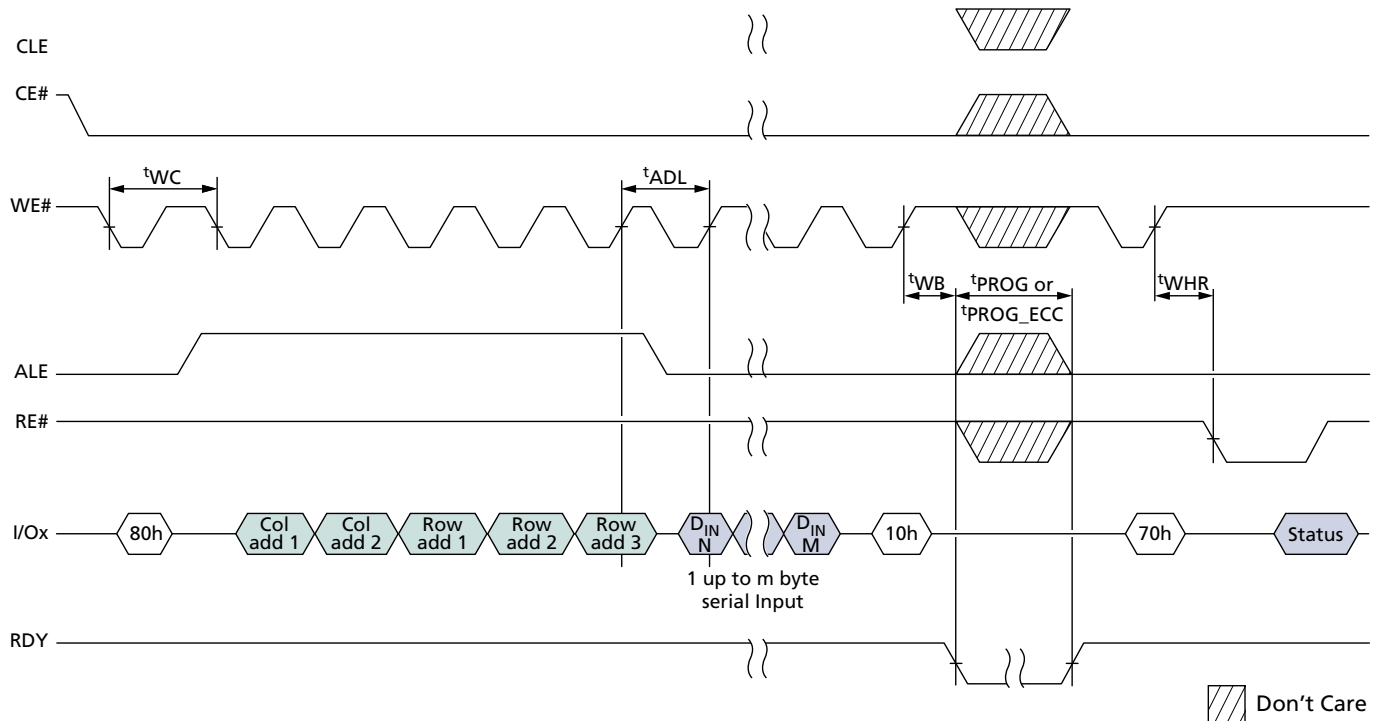 CLE
CE#
tWC
tADL
WE#
tWB
tPROG or
tPROG_ECC
tWHR
ALE
RE#
I/Ox
80h
Col
add 1
Col
add 2
Row
add 1
Row
add 2
Row
add 3
DIN
N
DIN
M
10h
70h
Status
1 up to m byte
serial Input
RDY
Don't Care